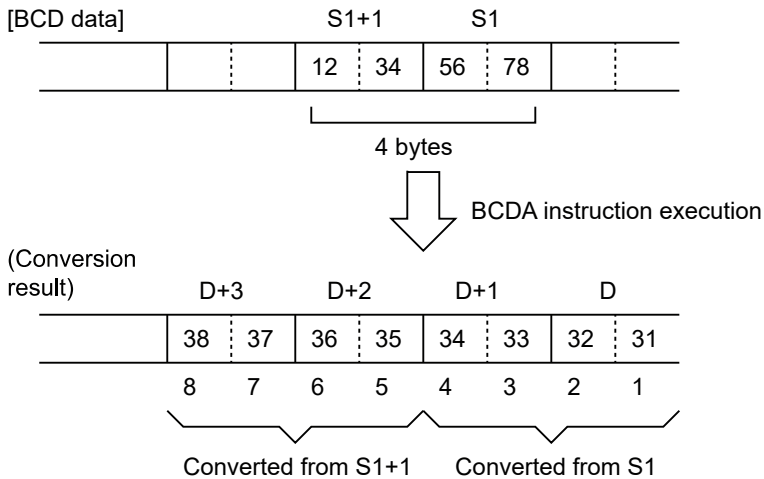 [BCD data] S1+1 S1
12 34 56 78
4 bytes
BCDA instruction execution
(Conversion
result) D+3 D+2 D+1 D
38 37 36 35 34 33 32 31
8 7 6 5 4 3 2 1
Converted from S1+1 Converted from S1